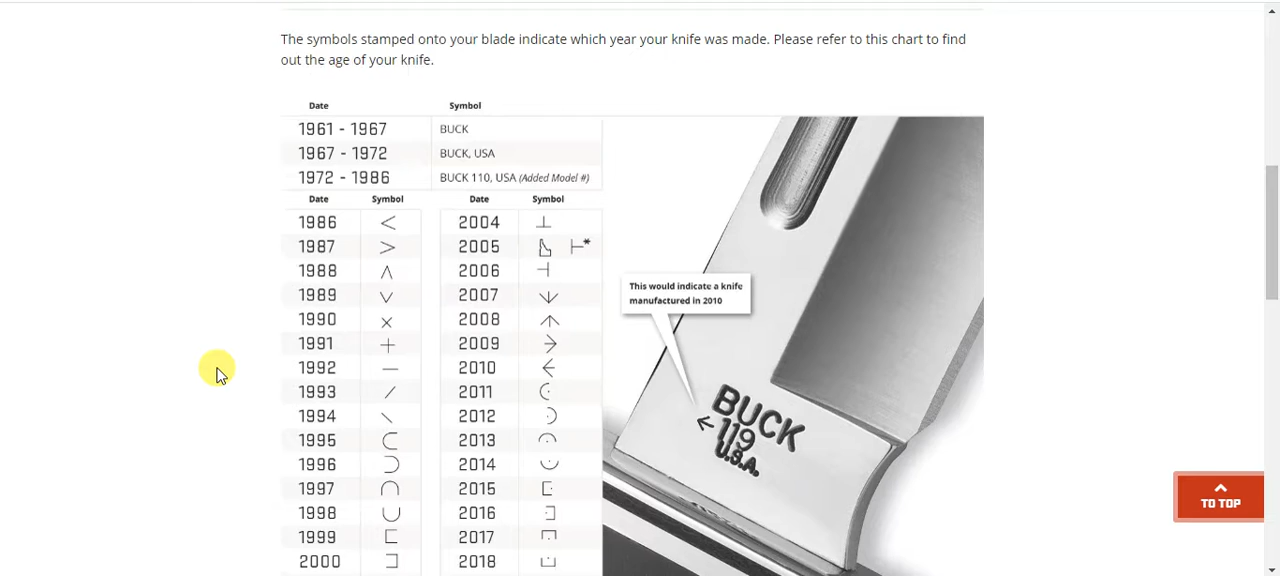 The symbols stamped onto your blade indicate which year your knife was made. Please refer to this chart to find
out the age of your knife.
Date Symbol
1961 - 1967 BUCK
1967 - 1972 BUCK, USA
1972 - 1986 BUCK 110, USA (Added Model #)
Date Symbol Date Symbol
1986 < 2004 ⊥
1987 > 2005 ⊢*
1988 ∧ 2006 ⊣
1989 ∨ 2007
1990 x 2008
1991 + 2009
1992 — 2010
1993 / 2011
1994 \ 2012
1995 ⊂ 2013
1996 ⊃ 2014
1997 ∩ 2015
1998 ∪ 2016
1999 2017
2000 2018
This would indicate a knife
manufactured in 2010
BUCK
119
U.S.A.
TO TOP